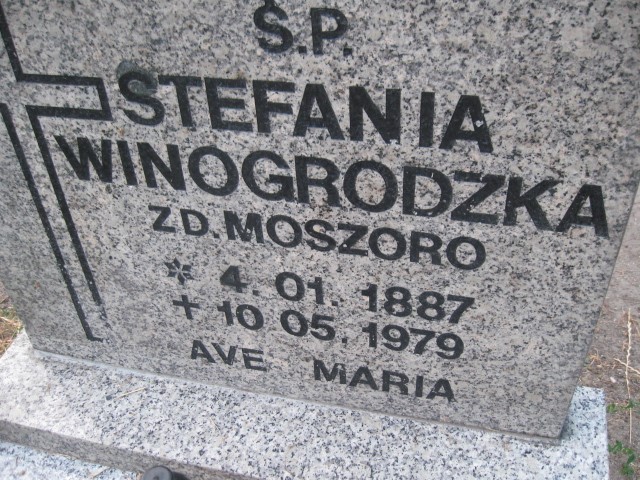 Ś.P.
STEFANIA
WINOGRODZKA
ZD. MOSZORO
* 4. 01. 1887
+ 10 05. 1979
AVE MARIA